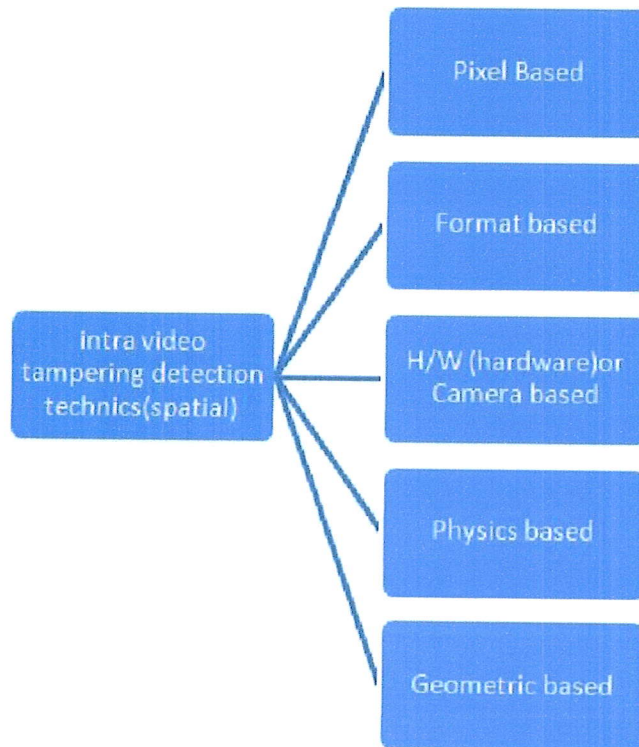 Pixel Based
Format based
intra video
tampering detection
technics(spatial)
H/W (hardware)or
Camera based
Physics based
Geometric based